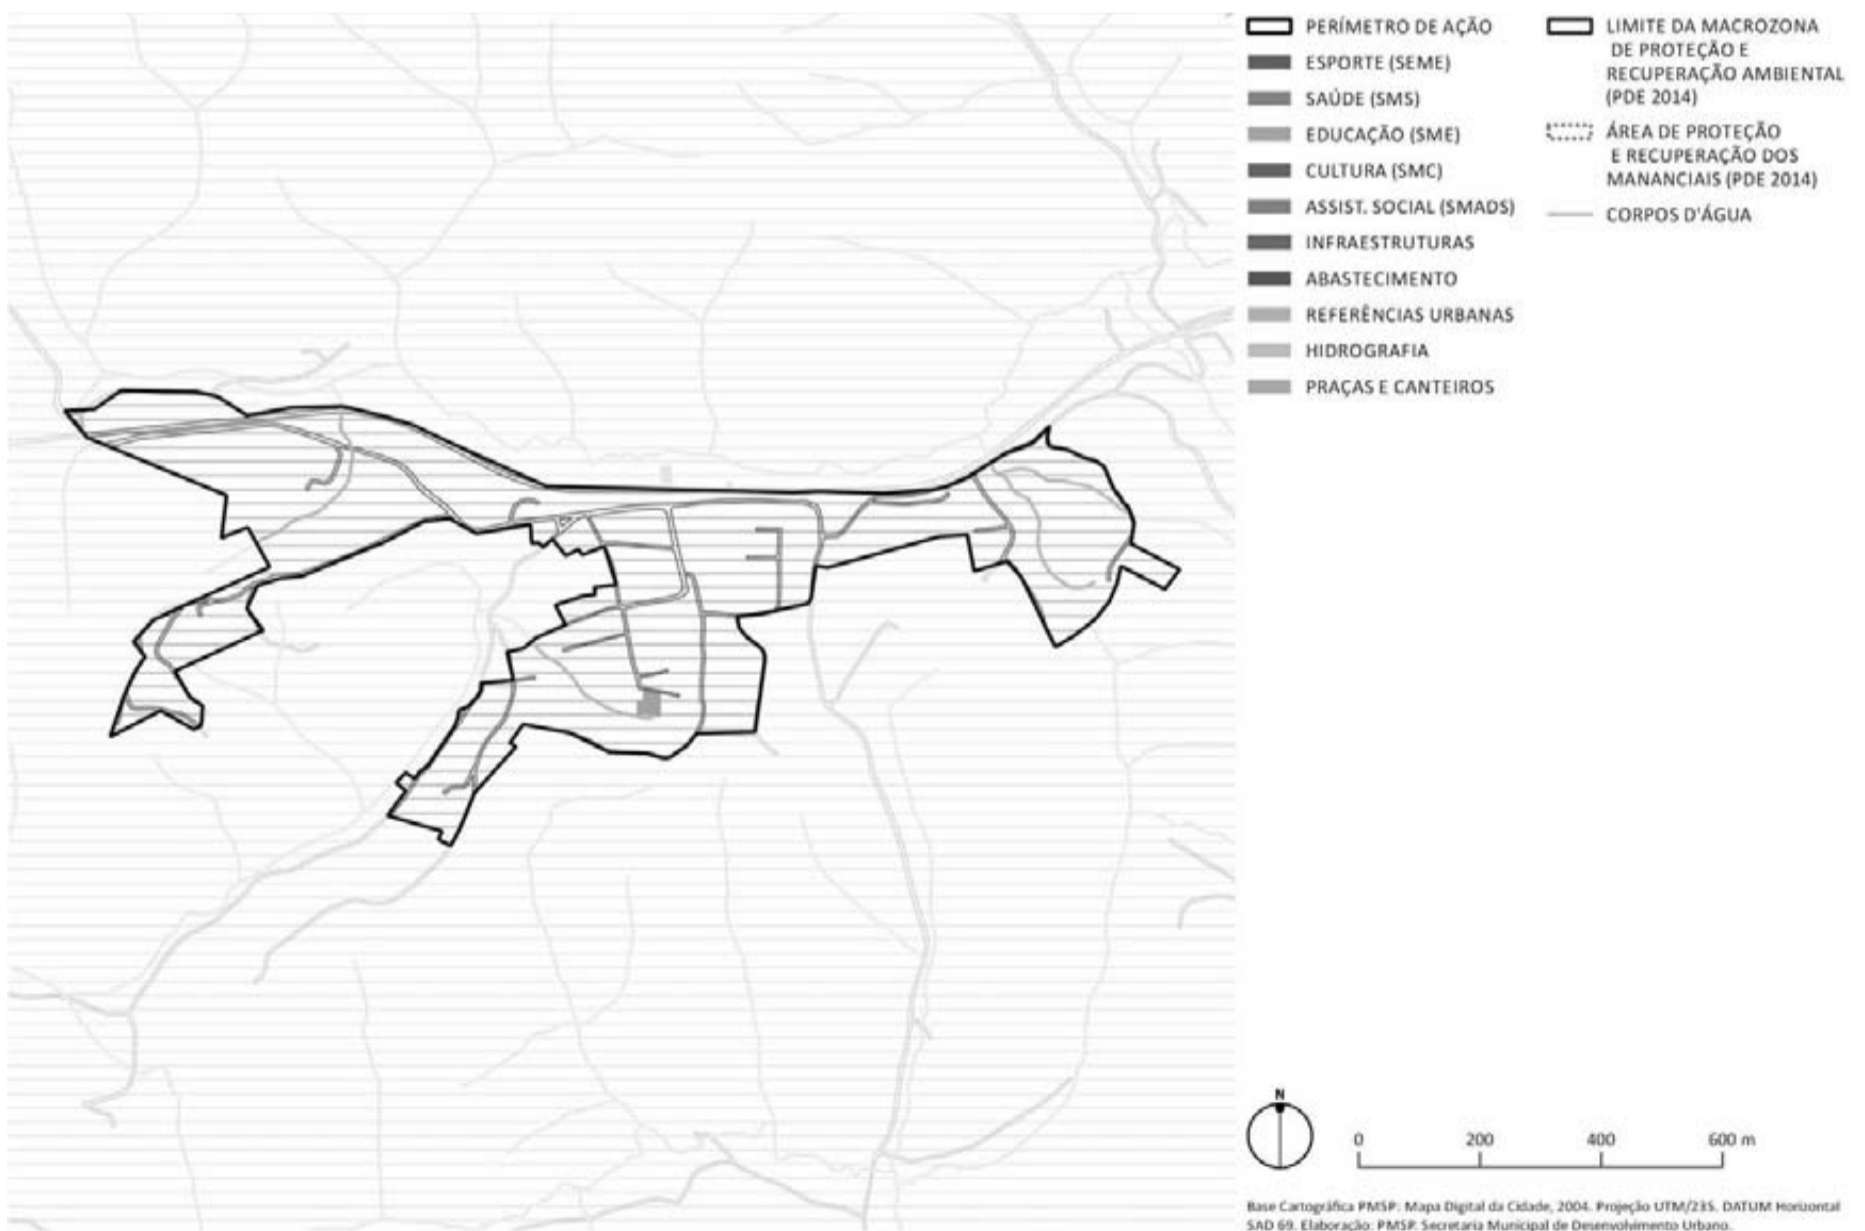 PERÍMETRO DE AÇÃO
ESPORTE (SEME)
SAÚDE (SMS)
EDUCAÇÃO (SME)
CULTURA (SMC)
ASSIST. SOCIAL (SMADS)
INFRAESTRUTURAS
ABASTECIMENTO
REFERÊNCIAS URBANAS
HIDROGRAFIA
PRAÇAS E CANTEIROS
LIMITE DA MACROZONA
DE PROTEÇÃO E
RECUPERAÇÃO AMBIENTAL
(PDE 2014)
ÁREA DE PROTEÇÃO
E RECUPERAÇÃO DOS
MANANCIAIS (PDE 2014)
CORPOS D'ÁGUA
N
0 200 400 600 m
Base Cartográfica PMSP: Mapa Digital da Cidade, 2004. Projeção UTM/23S. DATUM Horizontal
SAD 69. Elaboração: PMSP. Secretaria Municipal de Desenvolvimento Urbano.